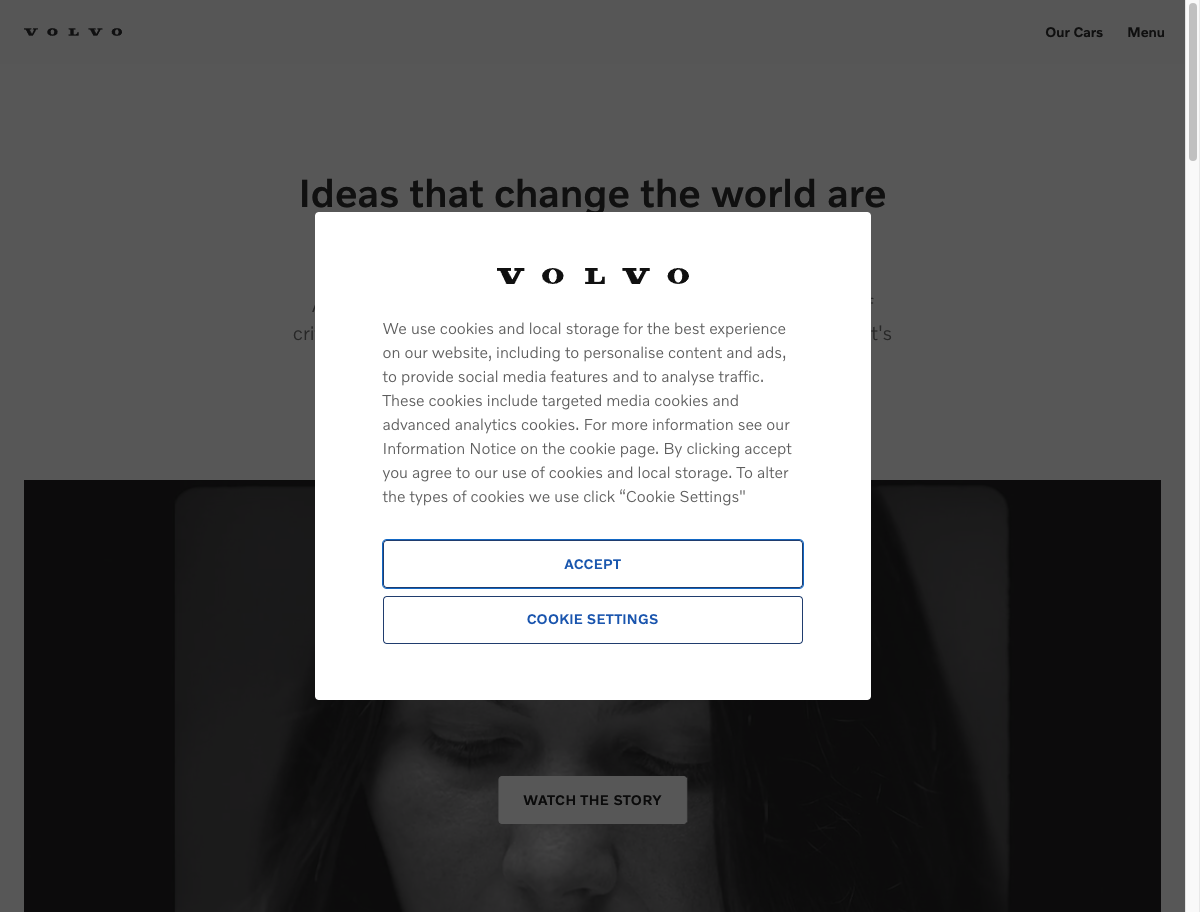 VOLVO
Our Cars
Menu
Ideas that change the world are
cri
t's
VOLVO
We use cookies and local storage for the best experience
on our website, including to personalise content and ads,
to provide social media features and to analyse traffic.
These cookies include targeted media cookies and
advanced analytics cookies. For more information see our
Information Notice on the cookie page. By clicking accept
you agree to our use of cookies and local storage. To alter
the types of cookies we use click “Cookie Settings"
ACCEPT
COOKIE SETTINGS
WATCH THE STORY